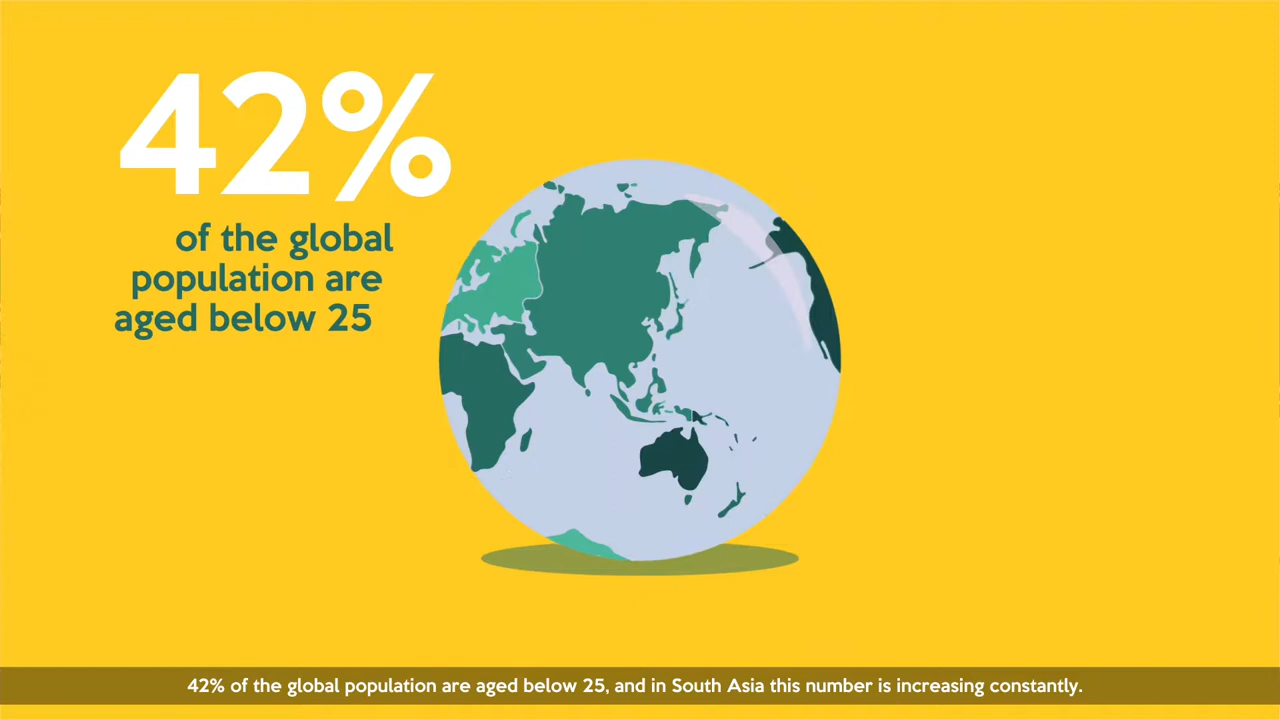 42%
of the global
population are
aged below 25
42% of the global population are aged below 25, and in South Asia this number is increasing constantly.